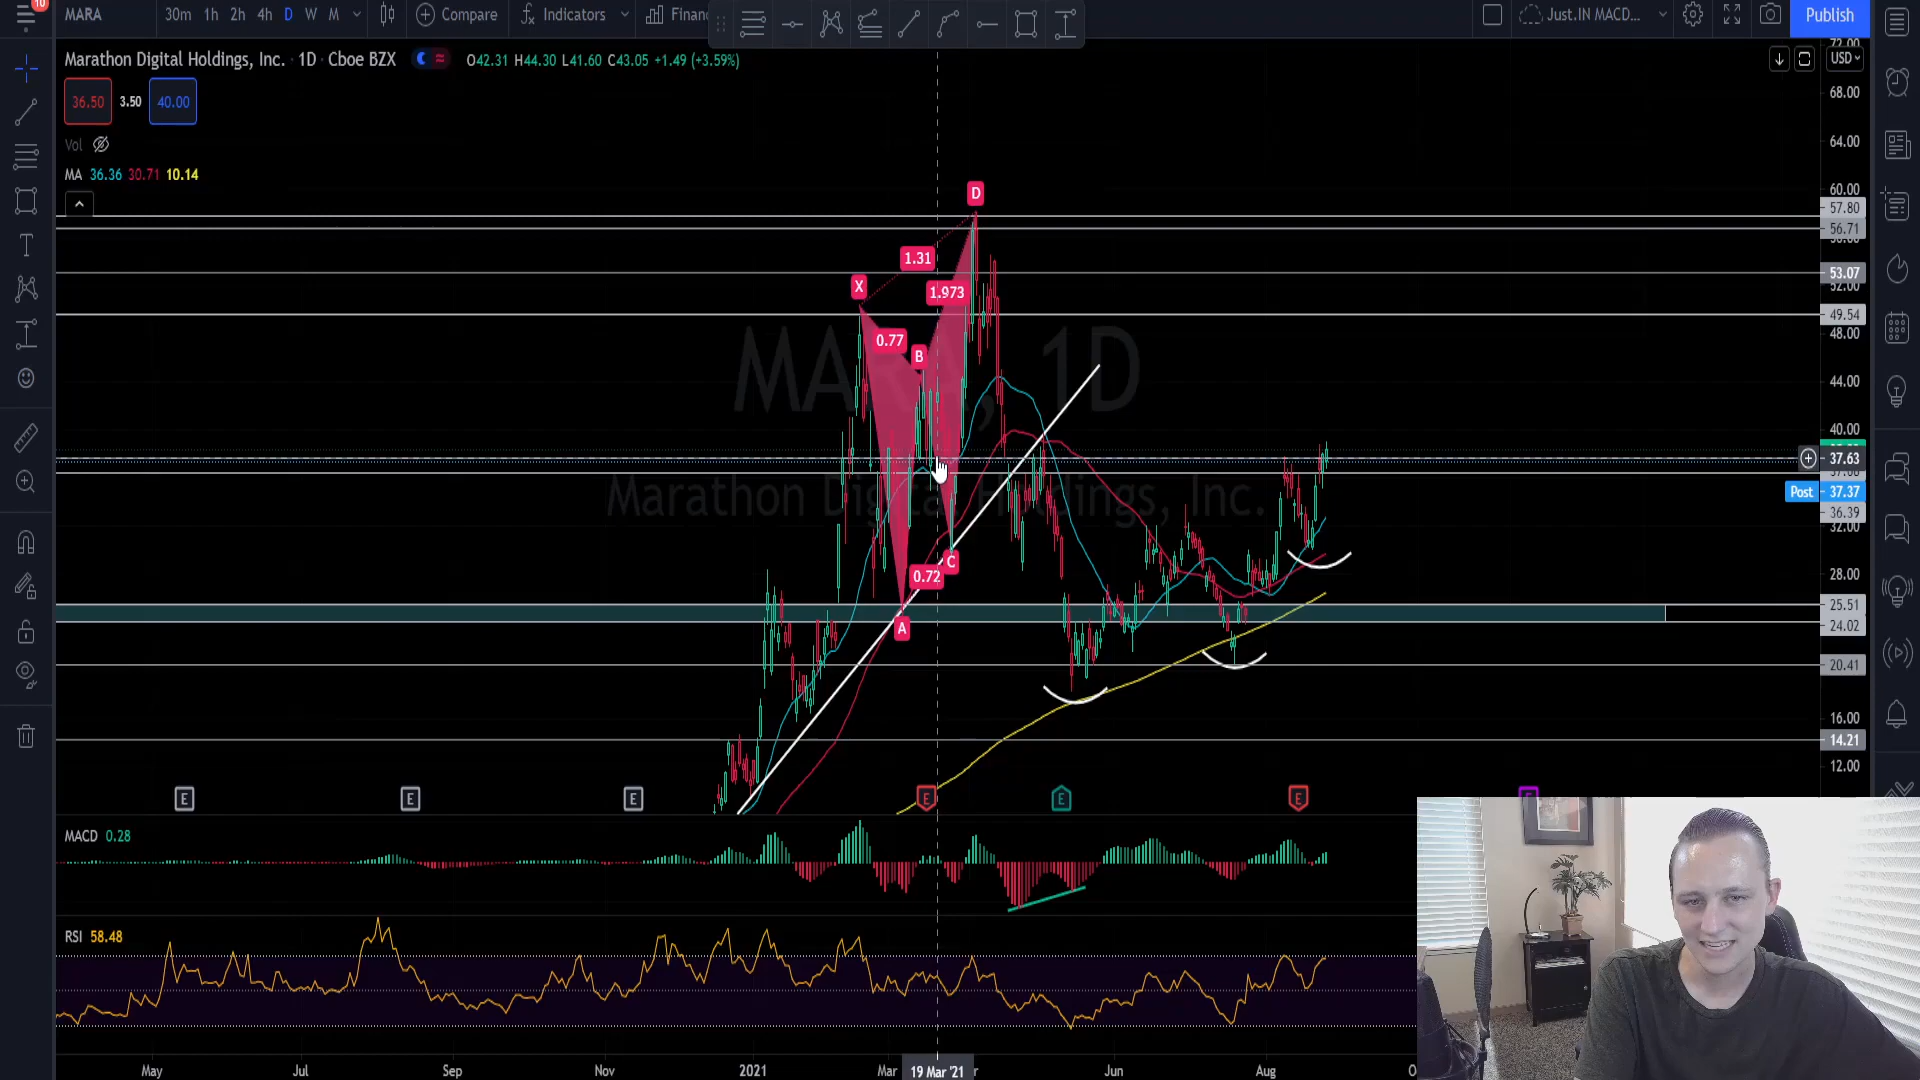 10
MARA
30m 1h 2h 4h D W M
Compare
Indicators
Financ
Just.IN MACD...
Publish
Marathon Digital Holdings, Inc. · 1D · Cboe BZX
O42.31 H44.30 L41.60 C43.05 +1.49 (+3.59%)
USD
36.50 3.50 40.00
Vol
MA 36.36 30.71 10.14
72.00
68.00
64.00
60.00
57.80
56.71
53.07
52.00
49.54
48.00
44.00
40.00
37.63
Post 37.37
36.39
32.00
28.00
25.51
24.02
20.41
16.00
14.21
12.00
D
1.31
X
1.973
0.77
B
C
0.72
A
MARA, 1D
Marathon Digital Holdings, Inc.
E E E E E E E
MACD 0.28
RSI 58.48
May Jul Sep Nov 2021 Mar 19 Mar '21 Jun Aug